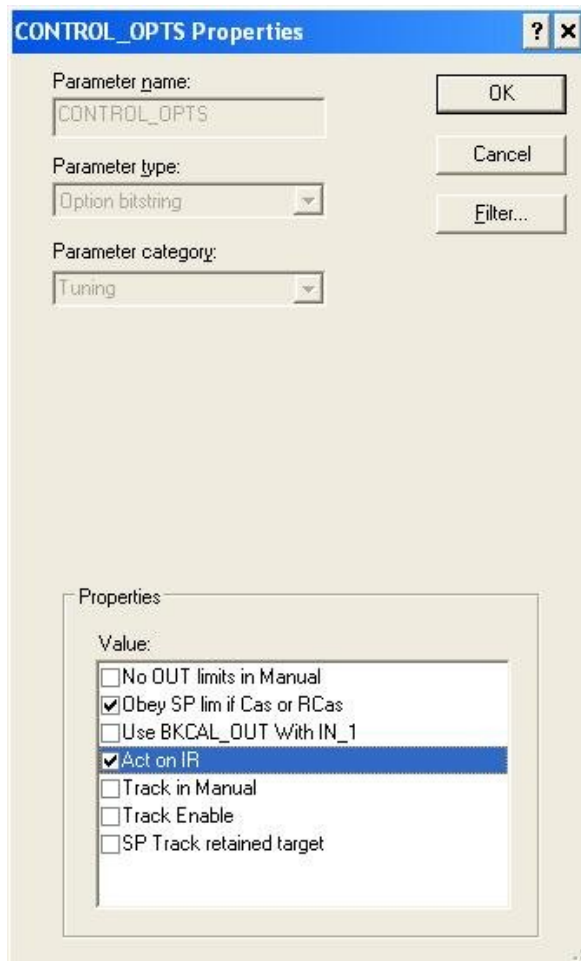 CONTROL_OPTS Properties
Parameter name:
CONTROL_OPTS
OK
Parameter type:
Option bitstring
Cancel
Filter...
Parameter category:
Tuning
Properties
Value:
No OUT limits in Manual
Obey SP lim if Cas or RCas
Use BKCAL_OUT With IN_1
Act on IR
Track in Manual
Track Enable
SP Track retained target